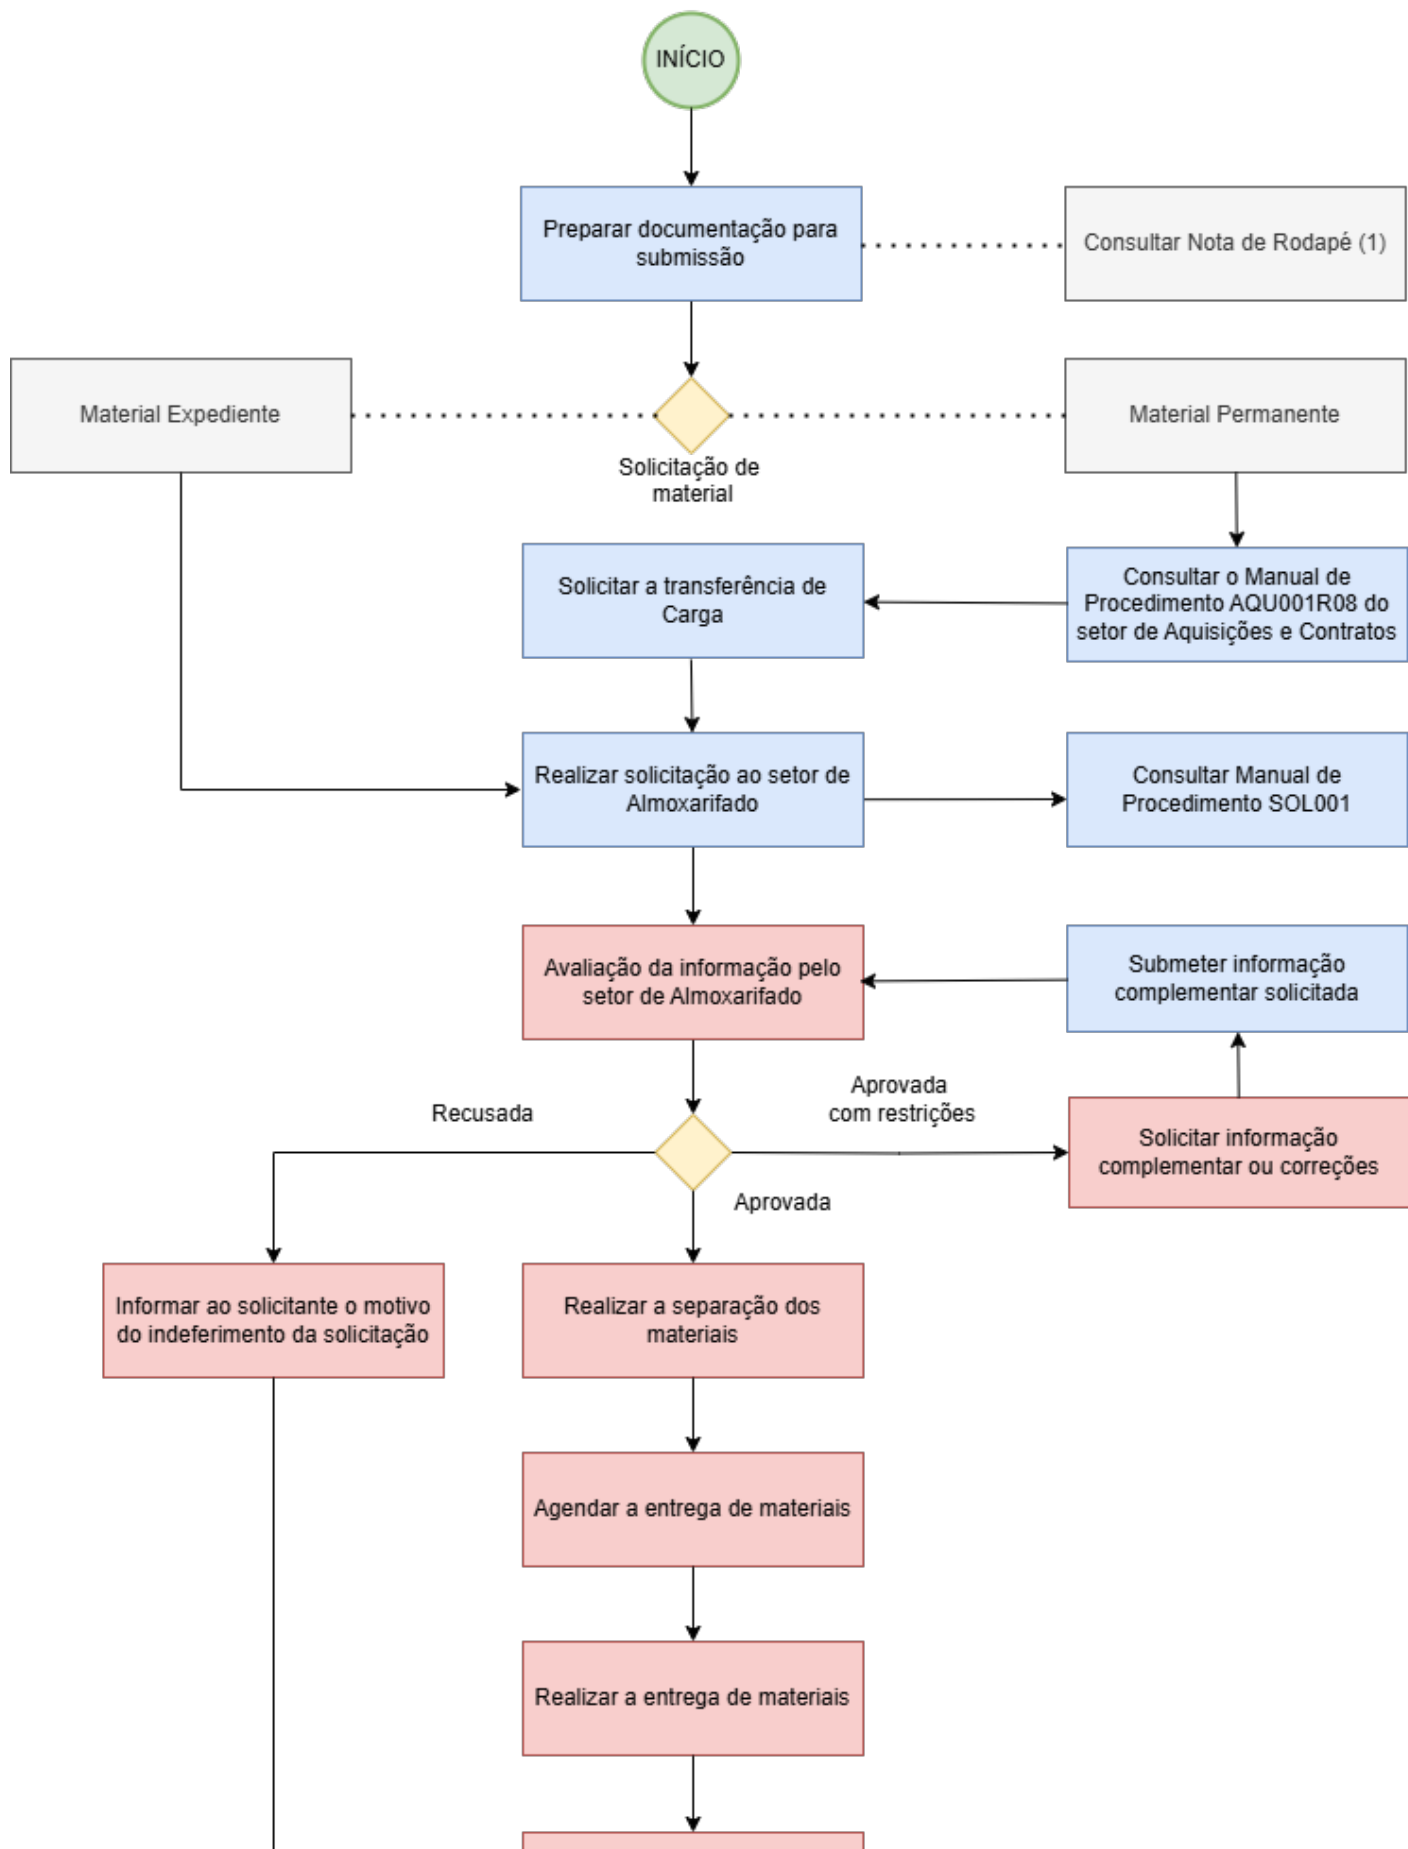 INÍCIO
Preparar documentação para
submissão
Consultar Nota de Rodapé (1)
Material Expediente
Solicitação de
material
Material Permanente
Solicitar a transferência de
Carga
Consultar o Manual de
Procedimento AQU001R08 do
setor de Aquisições e Contratos
Realizar solicitação ao setor de
Almoxarifado
Consultar Manual de
Procedimento SOL001
Avaliação da informação pelo
setor de Almoxarifado
Submeter informação
complementar solicitada
Recusada
Aprovada
com restrições
Aprovada
Solicitar informação
complementar ou correções
Informar ao solicitante o motivo
do indeferimento da solicitação
Realizar a separação dos
materiais
Agendar a entrega de materiais
Realizar a entrega de materiais